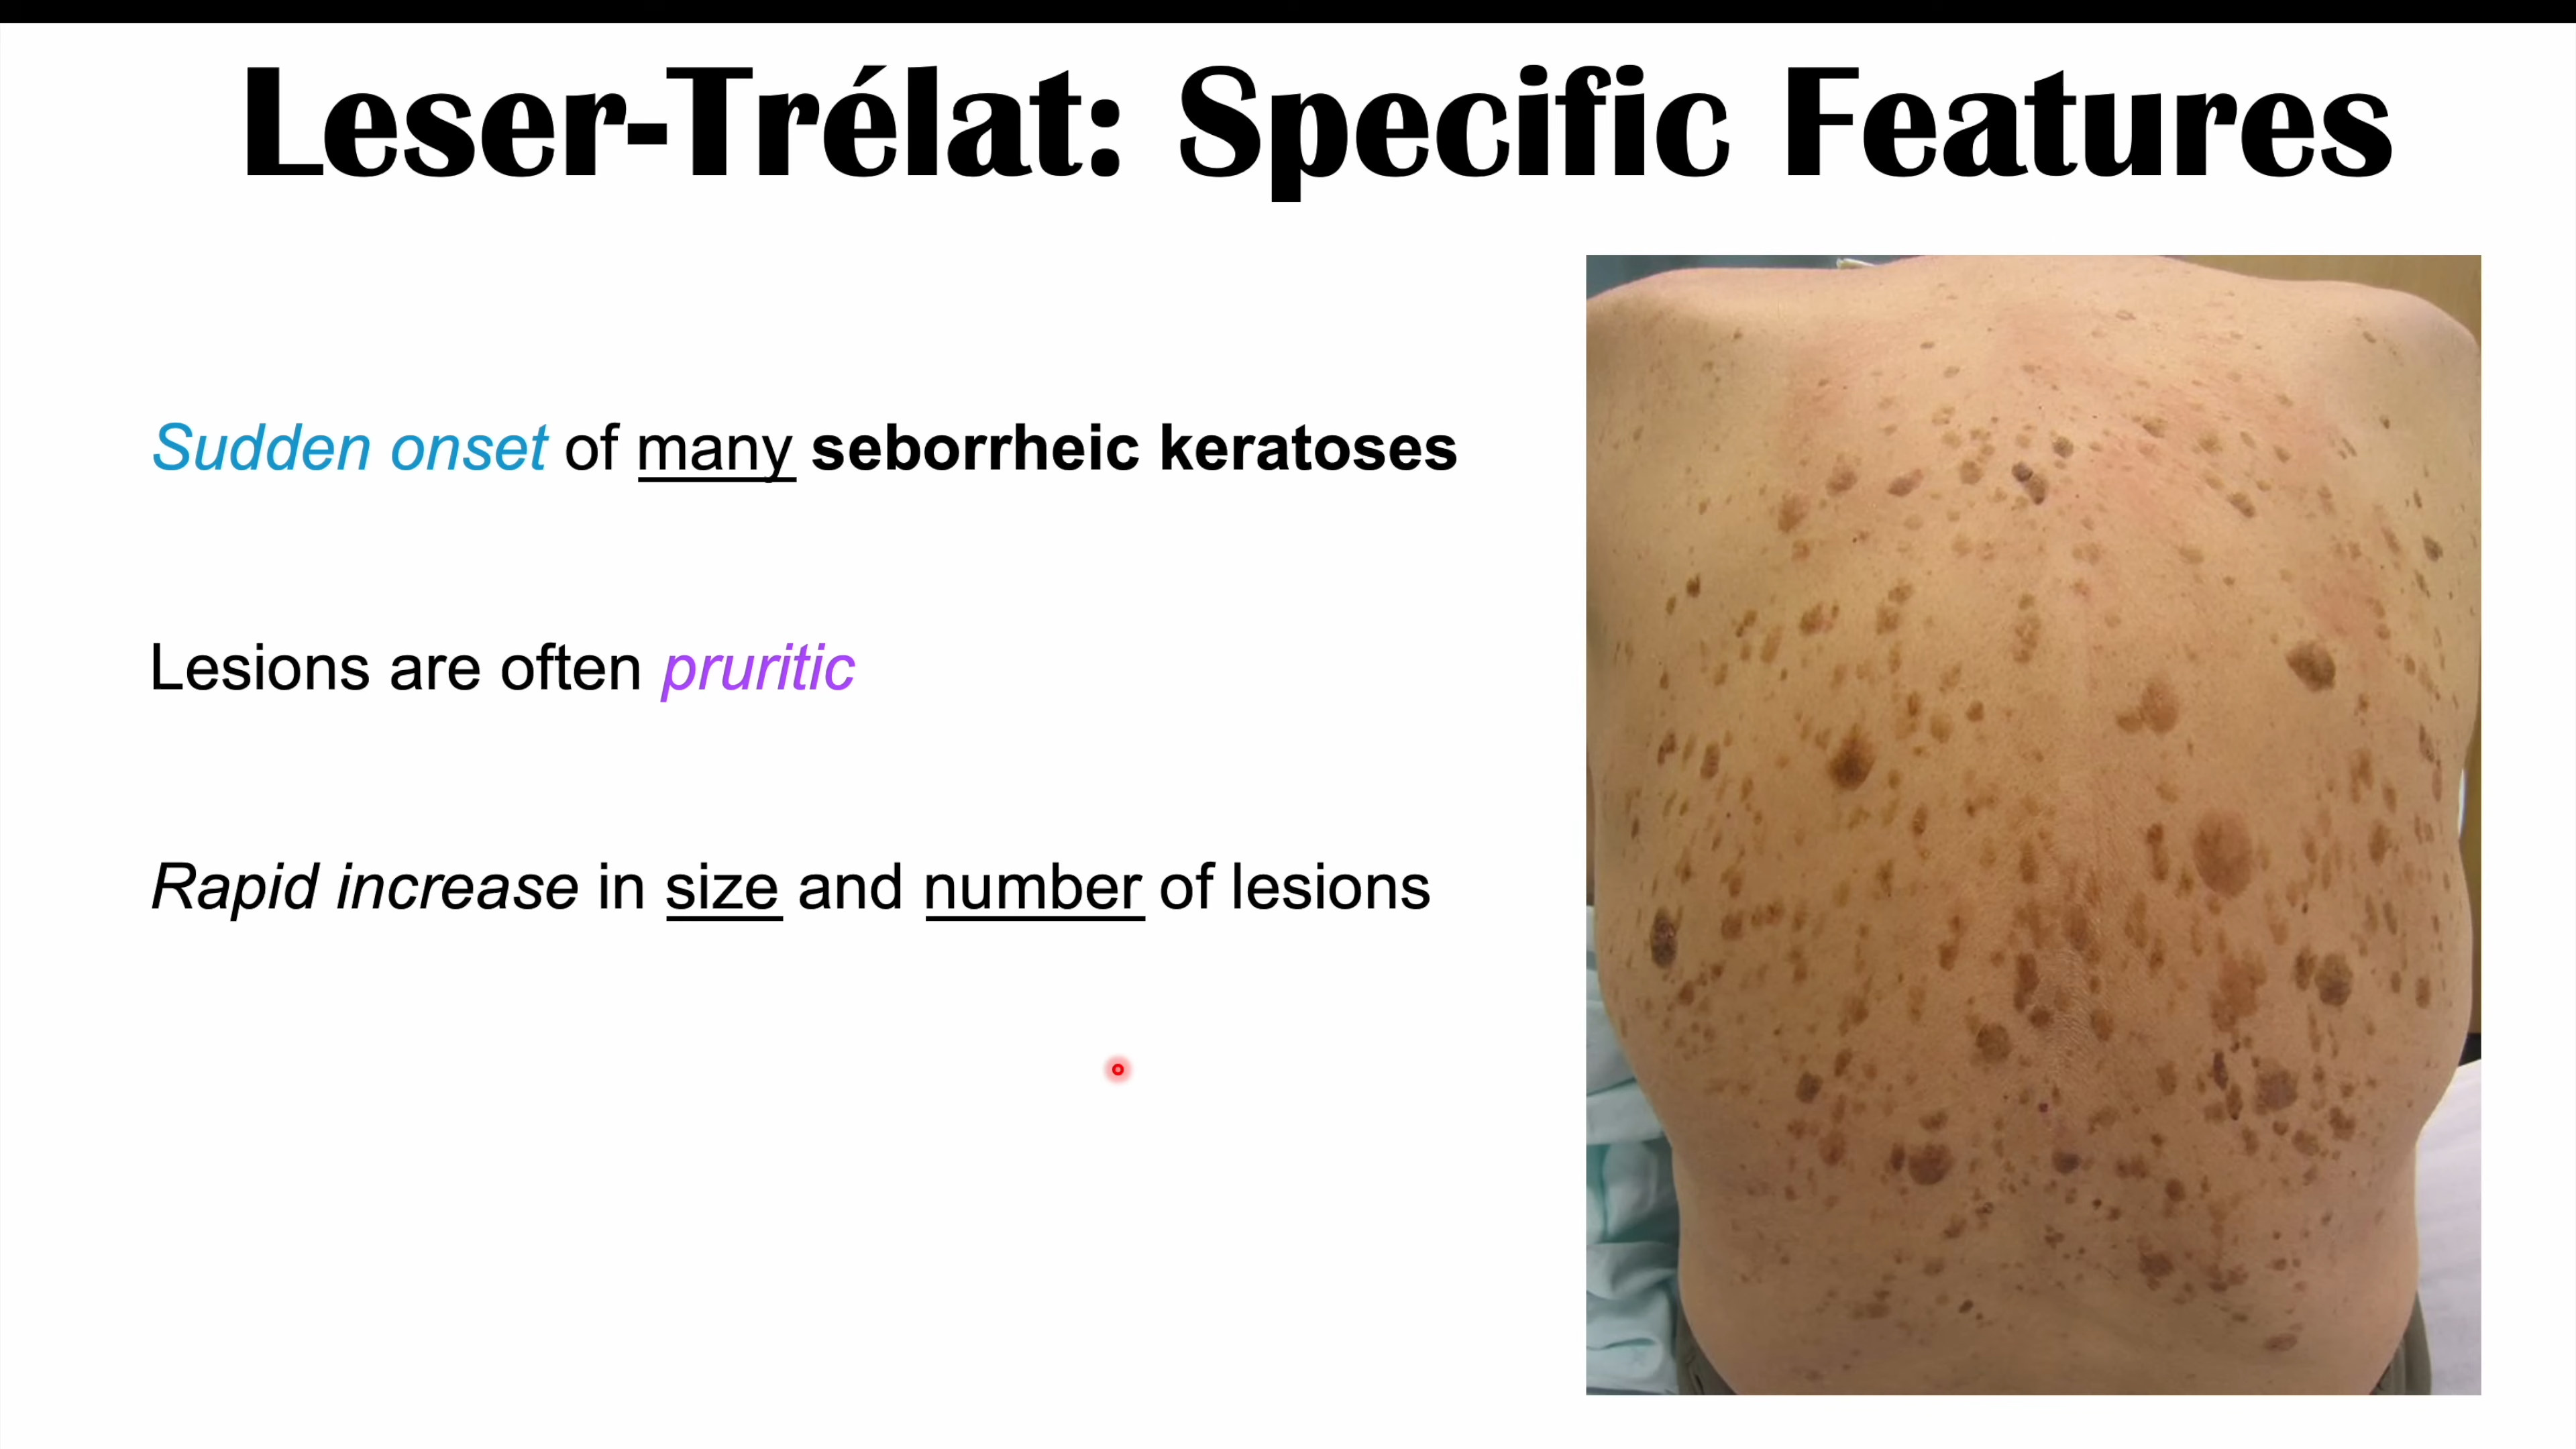 Leser-Trélat: Specific Features
Sudden onset of many seborrheic keratoses
Lesions are often pruritic
Rapid increase in size and number of lesions